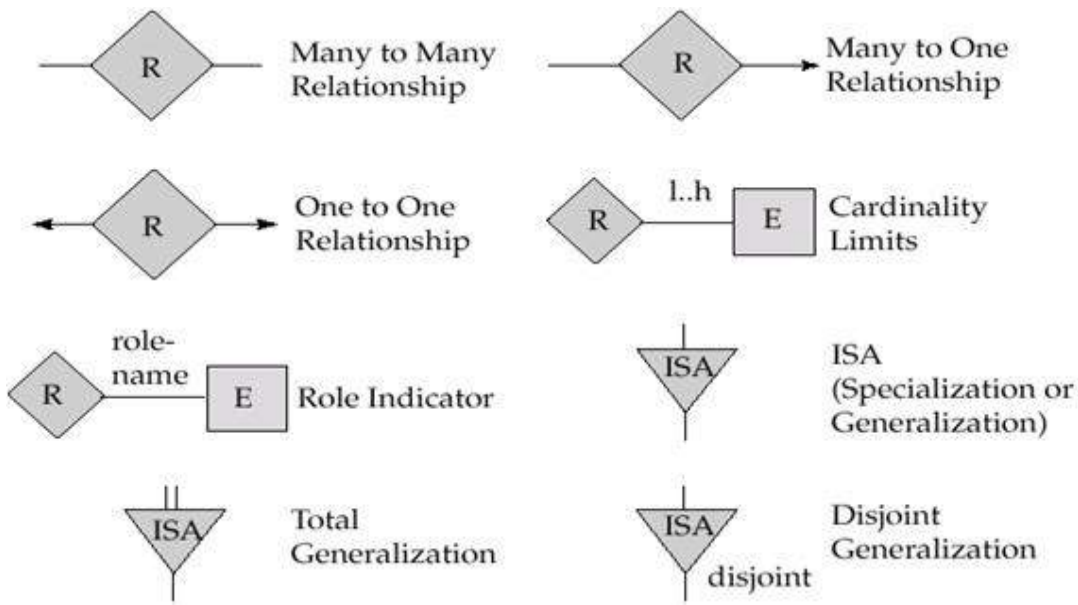 R
Many to Many
Relationship
R
Many to One
Relationship
R
One to One
Relationship
R
l..h
E
Cardinality
Limits
R
role-
name
E
Role Indicator
ISA
ISA
(Specialization or
Generalization)
ISA
Total
Generalization
ISA
disjoint
Disjoint
Generalization